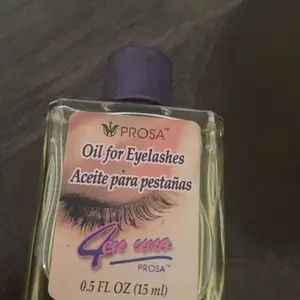 PROSA™
Oil for Eyelashes
Aceite para pestañas
4 en uno
PROSA™
0.5 FL OZ (15 ml)